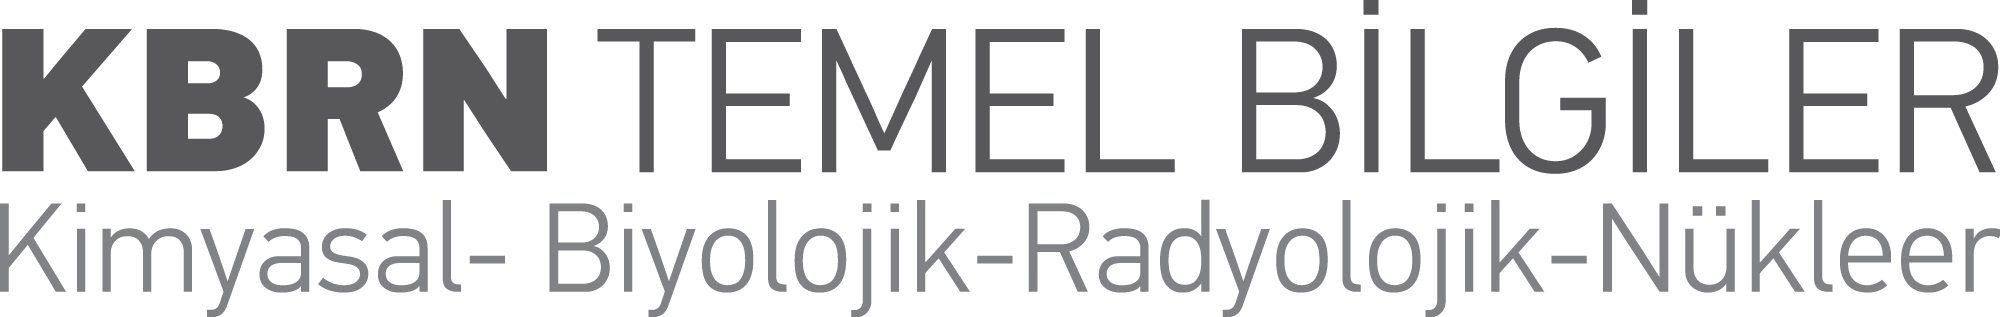 KBRN TEMEL BİLGİLER
Kimyasal- Biyolojik-Radyolojik-Nükleer